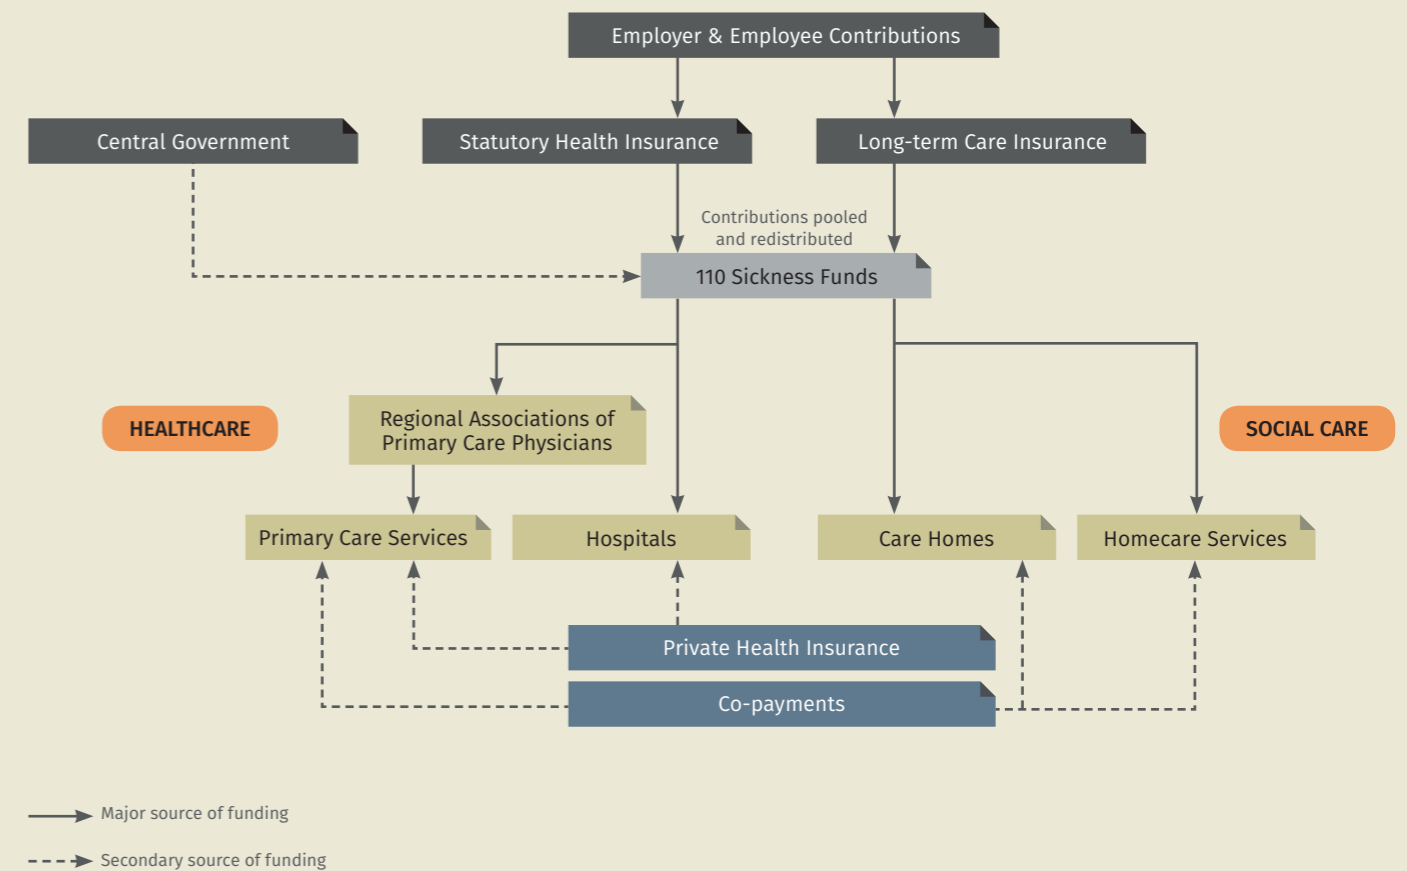 Employer & Employee Contributions
Central Government
Statutory Health Insurance
Long-term Care Insurance
Contributions pooled
and redistributed
110 Sickness Funds
Regional Associations of
Primary Care Physicians
HEALTHCARE
SOCIAL CARE
Primary Care Services
Hospitals
Care Homes
Homecare Services
Private Health Insurance
Co-payments
Major source of funding
Secondary source of funding